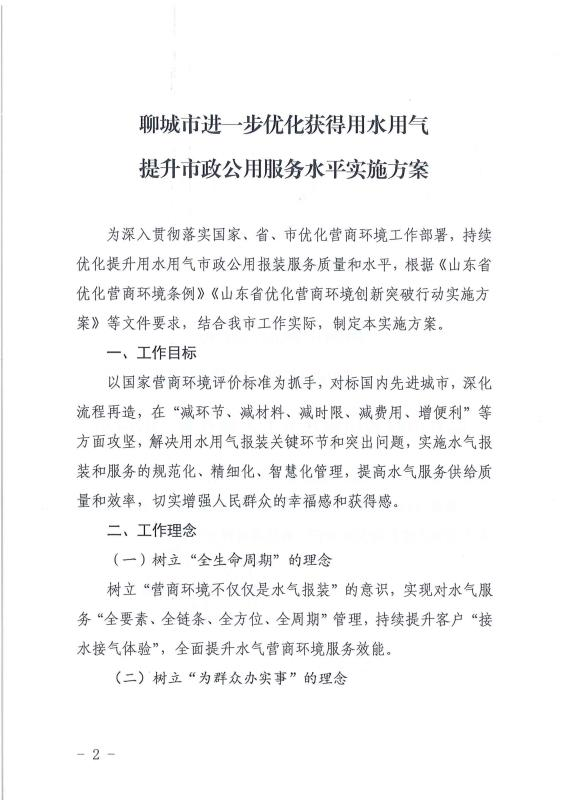 聊城市进一步优化获得用水用气
提升市政公用服务水平实施方案
为深入贯彻落实国家、省、市优化营商环境工作部署，持续
优化提升用水用气市政公用报装服务质量和水平，根据《山东省
优化营商环境条例》《山东省优化营商环境创新突破行动实施方
案》等文件要求，结合我市工作实际，制定本实施方案。
一、工作目标
以国家营商环境评价标准为抓手，对标国内先进城市，深化
流程再造，在“减环节、减材料、减时限、减费用、增便利”等
方面攻坚，解决用水用气报装关键环节和突出问题，实施水气报
装和服务的规范化、精细化、智慧化管理，提高水气服务供给质
量和效率，切实增强人民群众的幸福感和获得感。
二、工作理念
（一）树立“全生命周期”的理念
树立“营商环境不仅仅是水气报装”的意识，实现对水气服
务“全要素、全链条、全方位、全周期”管理，持续提升客户“接
水接气体验”，全面提升水气营商环境服务效能。
（二）树立“为群众办实事”的理念
- 2 -